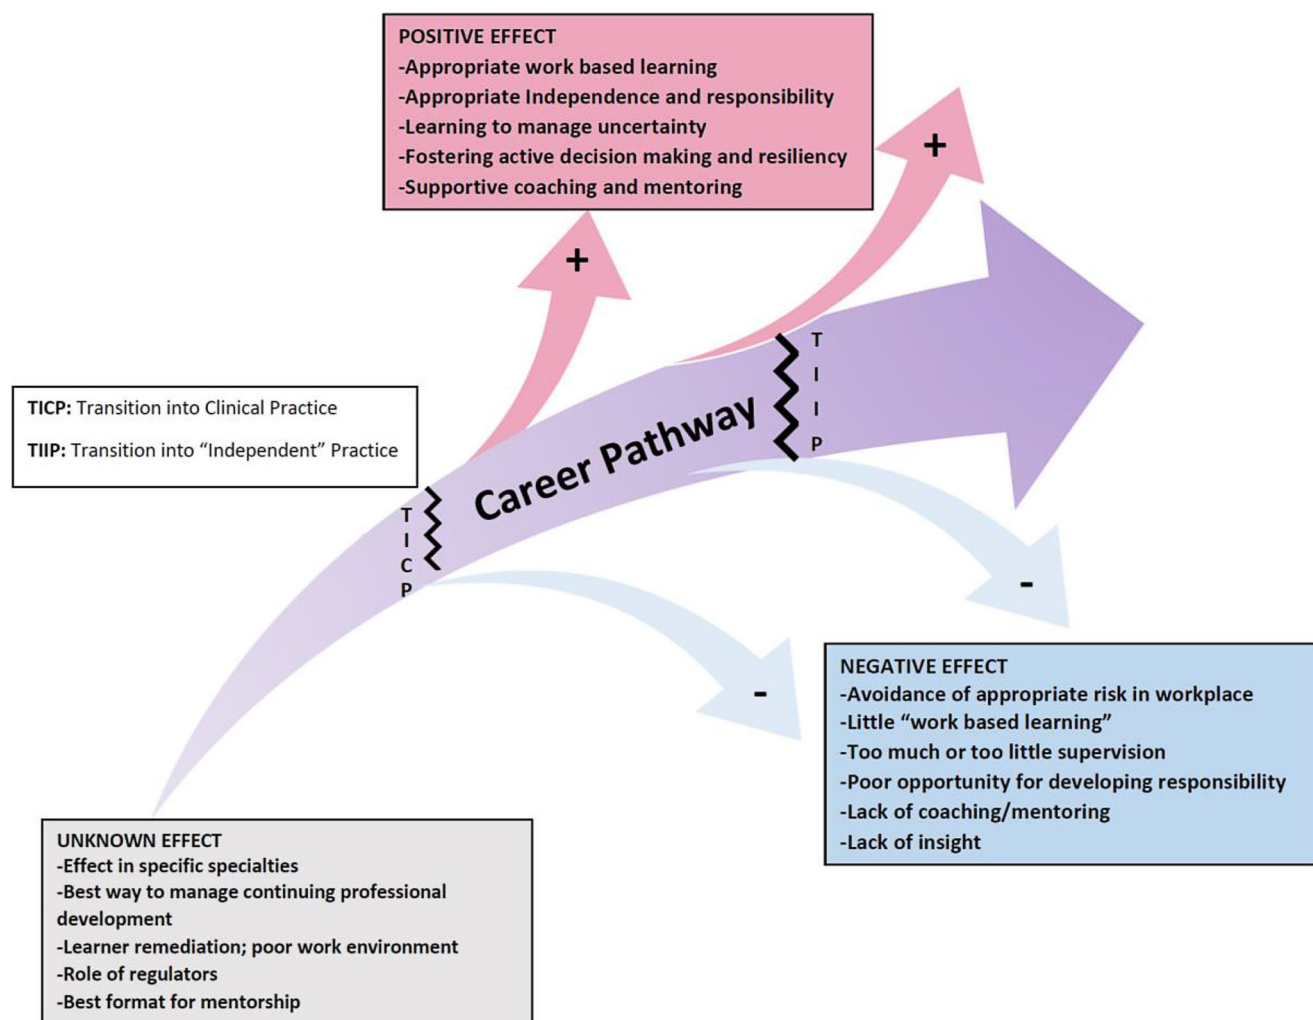 POSITIVE EFFECT
-Appropriate work based learning
-Appropriate Independence and responsibility
-Learning to manage uncertainty
-Fostering active decision making and resiliency
-Supportive coaching and mentoring
+
+
TICP: Transition into Clinical Practice
TIIP: Transition into “Independent” Practice
T
I
C
P
Career Pathway
T
I
I
P
-
-
NEGATIVE EFFECT
-Avoidance of appropriate risk in workplace
-Little “work based learning”
-Too much or too little supervision
-Poor opportunity for developing responsibility
-Lack of coaching/mentoring
-Lack of insight
UNKNOWN EFFECT
-Effect in specific specialties
-Best way to manage continuing professional
development
-Learner remediation; poor work environment
-Role of regulators
-Best format for mentorship